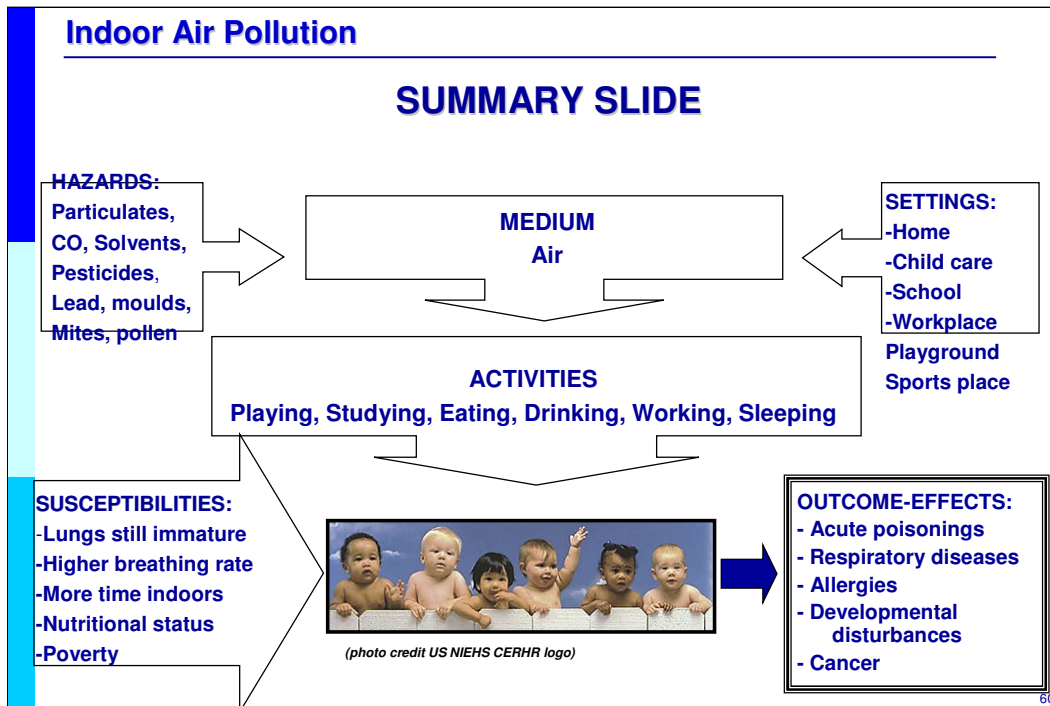 Indoor Air Pollution
SUMMARY SLIDE
HAZARDS:
Particulates,
CO, Solvents,
Pesticides,
Lead, moulds,
Mites, pollen
MEDIUM
Air
SETTINGS:
-Home
-Child care
-School
-Workplace
Playground
Sports place
ACTIVITIES
Playing, Studying, Eating, Drinking, Working, Sleeping
SUSCEPTIBILITIES:
-Lungs still immature
-Higher breathing rate
-More time indoors
-Nutritional status
-Poverty
(photo credit US NIEHS CERHR logo)
OUTCOME-EFFECTS:
- Acute poisonings
- Respiratory diseases
- Allergies
- Developmental
disturbances
- Cancer
60